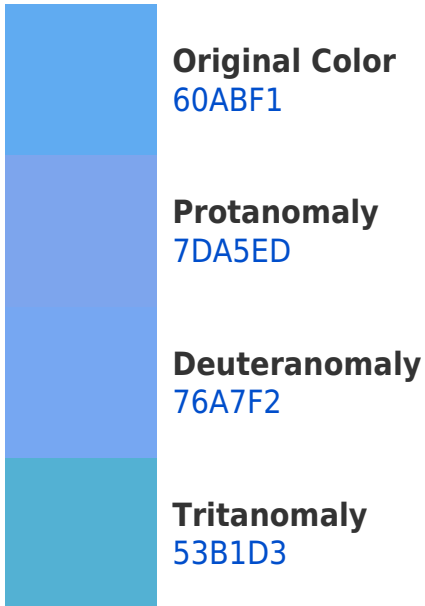 Original Color
60ABF1
Protanomaly
7DA5ED
Deuteranomaly
76A7F2
Tritanomaly
53B1D3